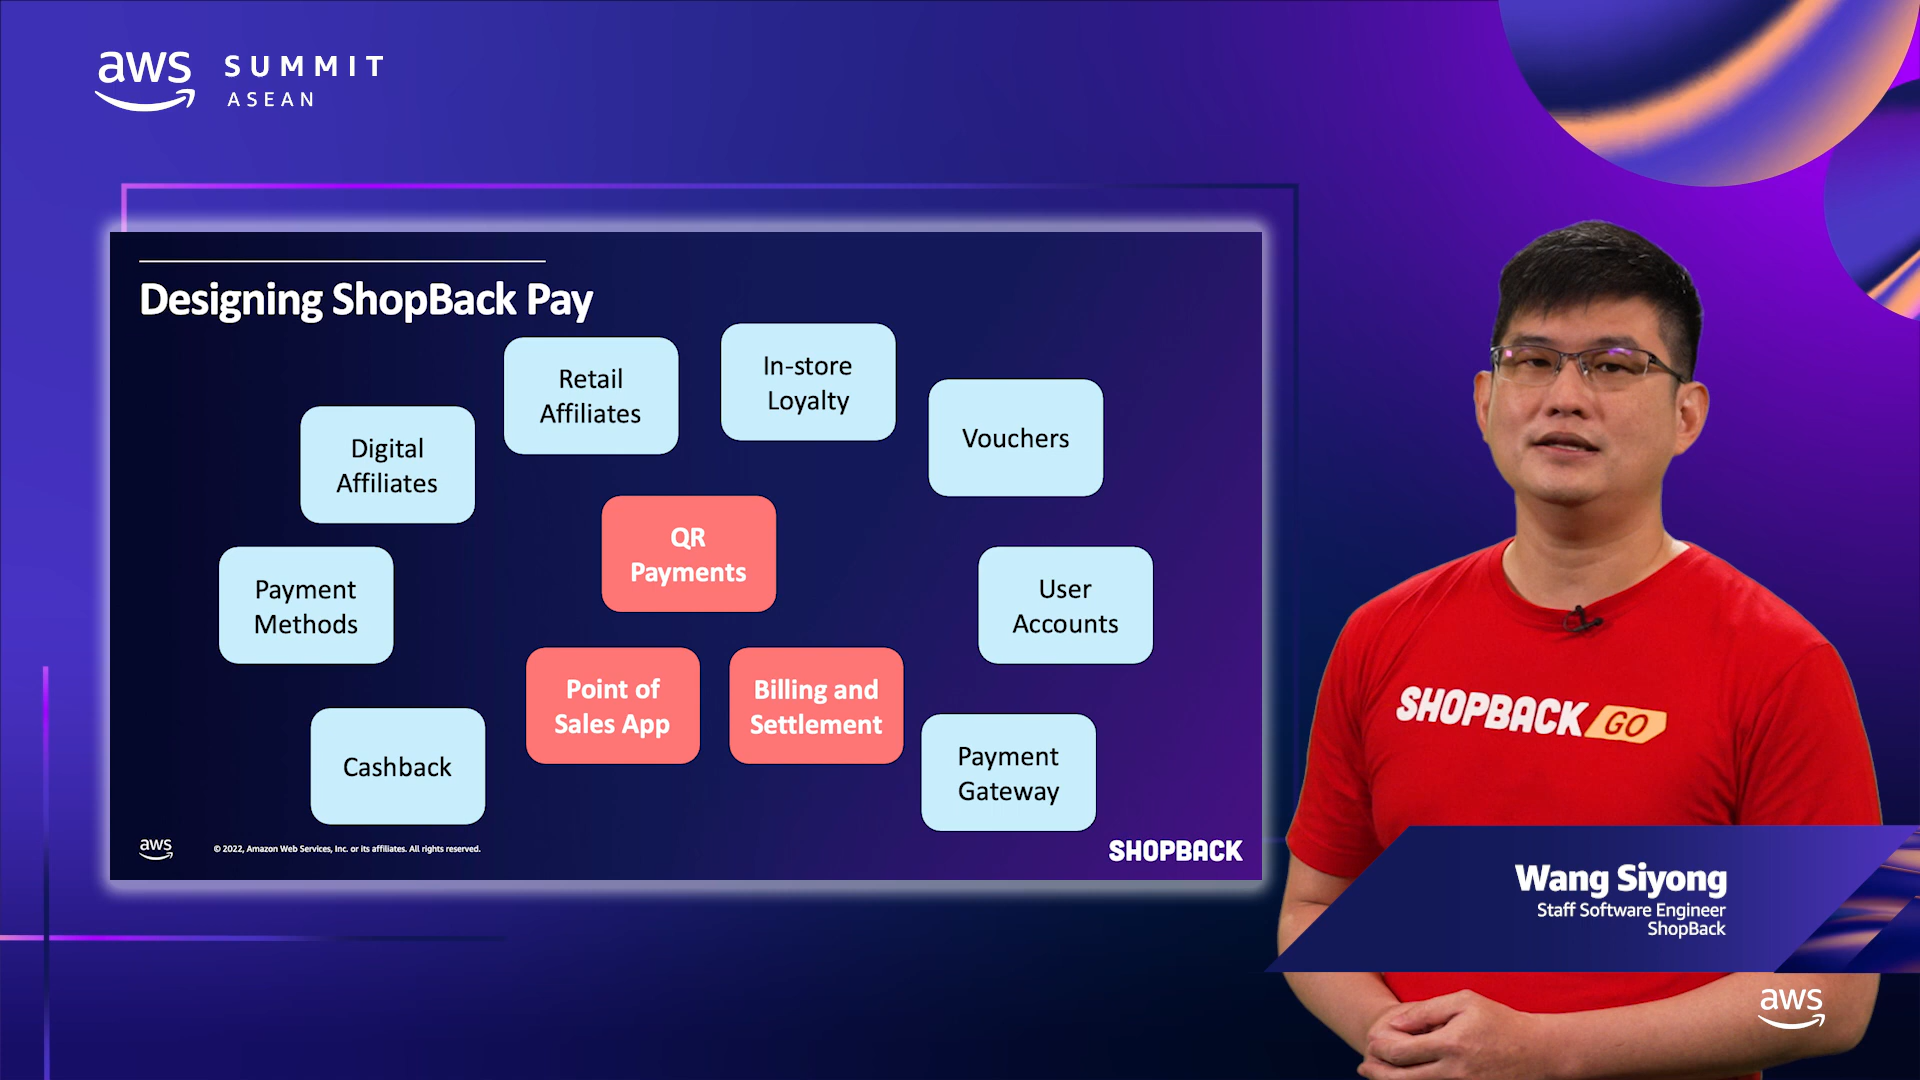 aws SUMMIT
ASEAN
Designing ShopBack Pay
Retail
Affiliates
In-store
Loyalty
Digital
Affiliates
Vouchers
QR
Payments
Payment
Methods
User
Accounts
Point of
Sales App
Billing and
Settlement
Cashback
Payment
Gateway
aws
© 2022, Amazon Web Services, Inc. or its affiliates. All rights reserved.
SHOPBACK
SHOPBACK GO
Wang Siyong
Staff Software Engineer
ShopBack
aws